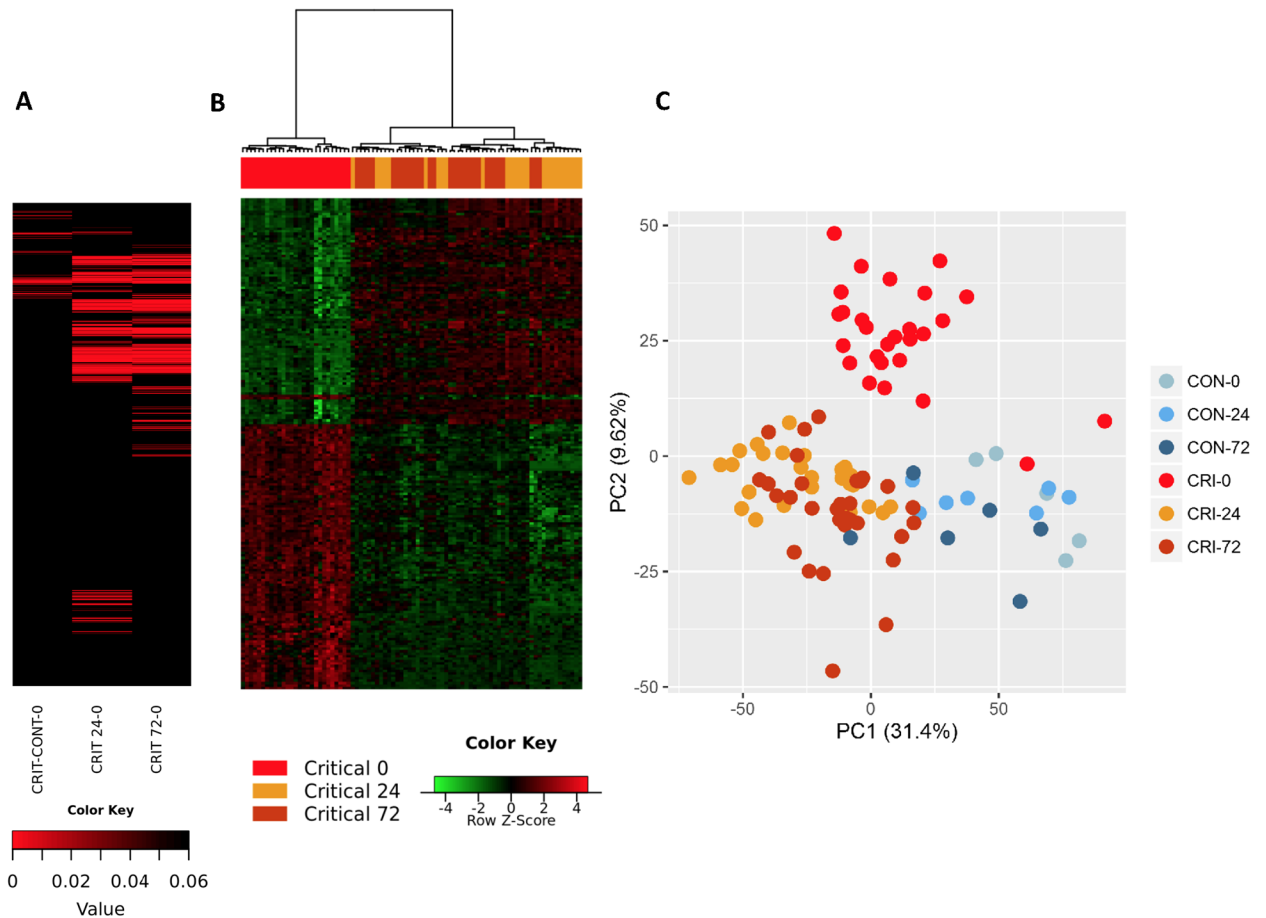 A
B
C
CRIT-CONT-0
CRIT 24-0
CRIT 72-0
Color Key
0 0.02 0.04 0.06
Value
Critical 0
Critical 24
Critical 72
Color Key
-4 -2 0 2 4
Row Z-Score
50
25
0
-25
-50
PC2 (9.62%)
-50 0 50
PC1 (31.4%)
CON-0
CON-24
CON-72
CRI-0
CRI-24
CRI-72